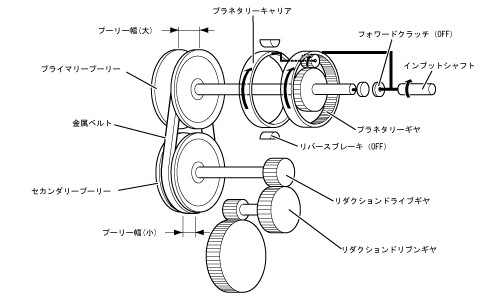 プラネタリーキャリア
プーリー幅(大)
フォワードクラッチ (OFF)
インプットシャフト
プライマリープーリー
金属ベルト
プラネタリーギヤ
リバースブレーキ (OFF)
セカンダリープーリー
リダクションドライブギヤ
プーリー幅(小)
リダクションドリブンギヤ